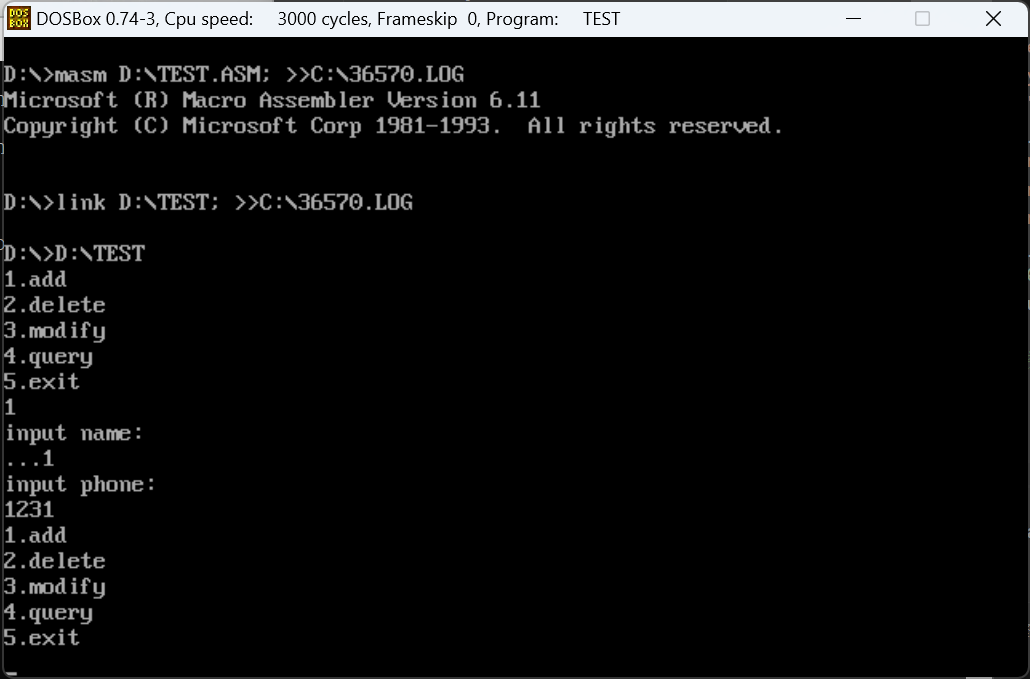 DOSBox 0.74-3, Cpu speed: 3000 cycles, Frameskip 0, Program: TEST
D:\>masm D:\TEST.ASM; >>C:\36570.LOG
Microsoft (R) Macro Assembler Version 6.11
Copyright (C) Microsoft Corp 1981-1993. All rights reserved.
D:\>link D:\TEST; >>C:\36570.LOG
D:\>D:\TEST
1.add
2.delete
3.modify
4.query
5.exit
1
input name:
...1
input phone:
1231
1.add
2.delete
3.modify
4.query
5.exit